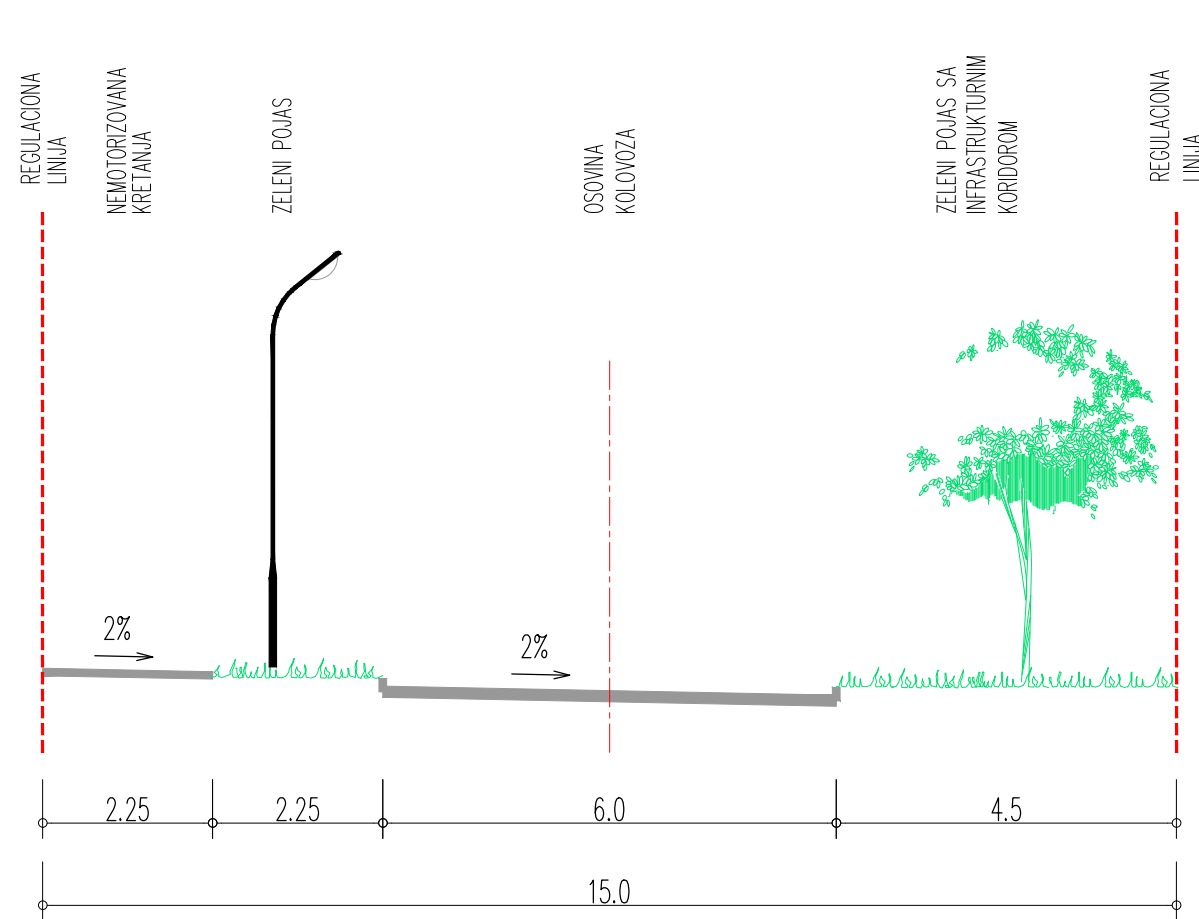 REGULACIONA
LINIJA
NEMOTORIZOVANA
KRETANJA
ZELENI POJAS
OSOVINA
KOLOVOZA
ZELENI POJAS SA
INFRASTRUKTURNIM
KORIDOROM
REGULACIONA
LINIJA
2%
2%
2.25
2.25
6.0
4.5
15.0